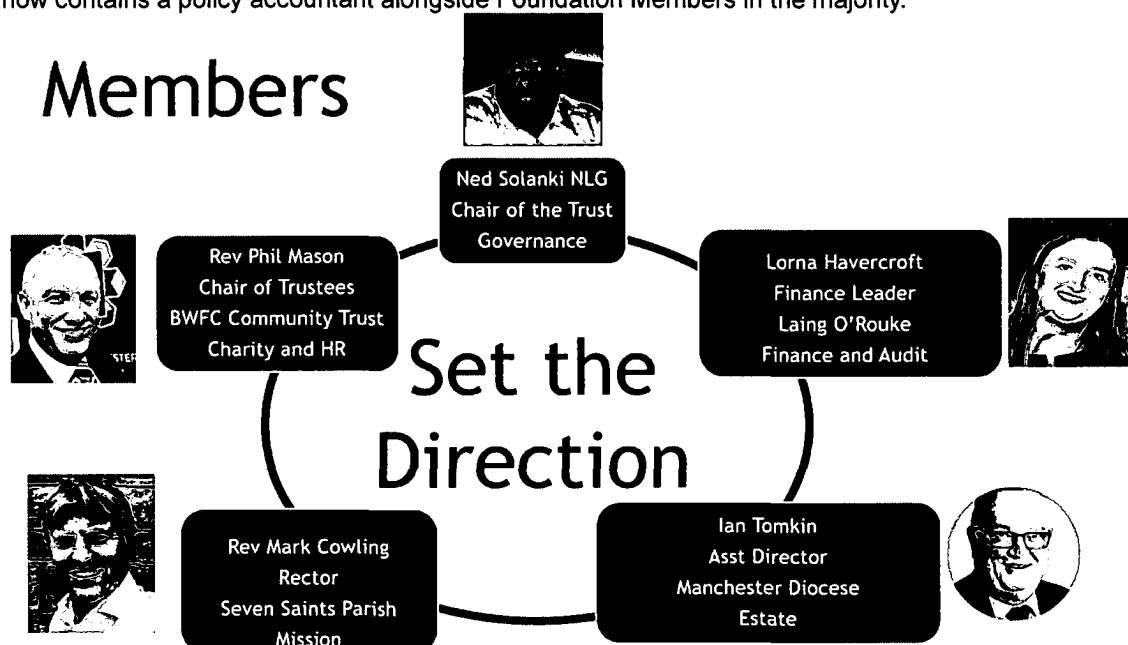 now contains a policy accountant alongside Foundation Members in the majority.
Members
Ned Solanki NLG
Chair of the Trust
Governance
Rev Phil Mason
Chair of Trustees
BWFC Community Trust
Charity and HR
Lorna Havercroft
Finance Leader
Laing O'Rouke
Finance and Audit
Set the
Direction
Rev Mark Cowling
Rector
Seven Saints Parish
Mission
Ian Tomkin
Asst Director
Manchester Diocese
Estate